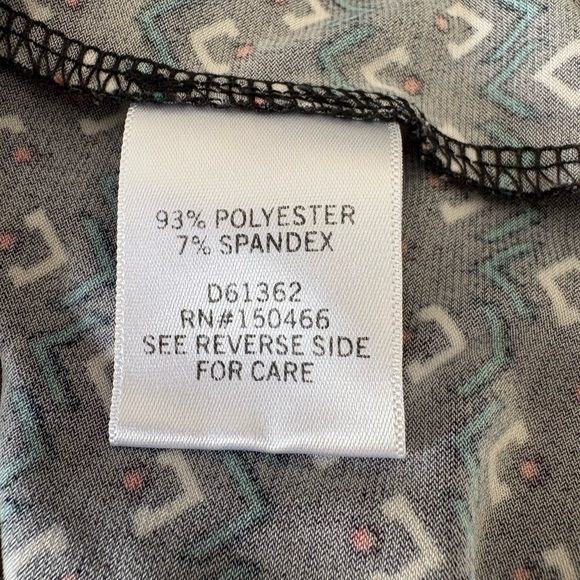 93% POLYESTER
7% SPANDEX
D61362
RN#150466
SEE REVERSE SIDE
FOR CARE